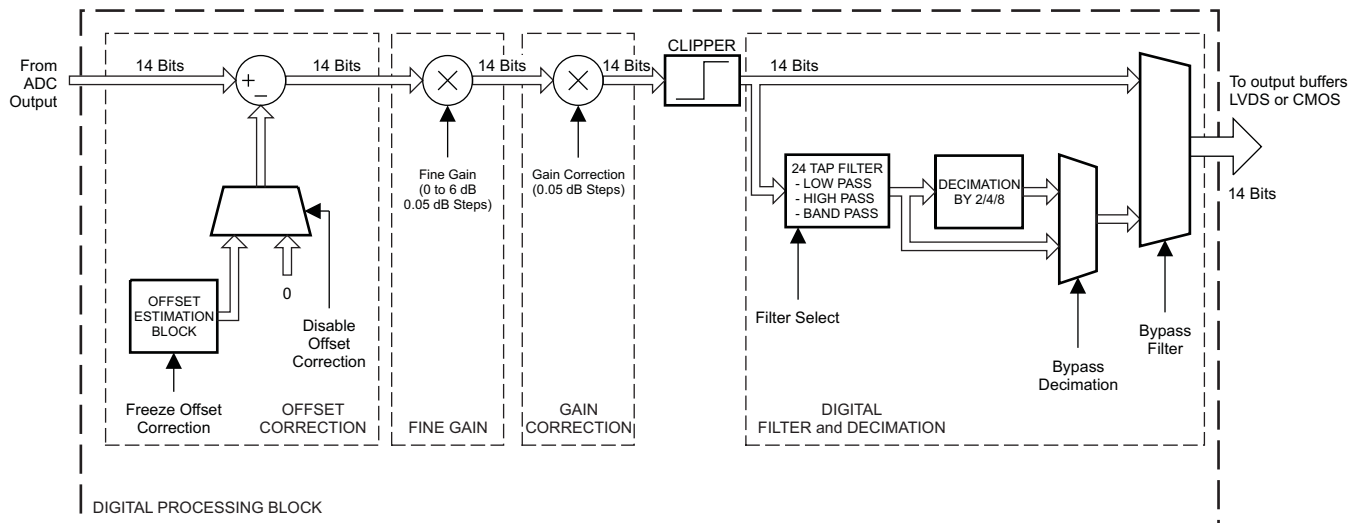 From
ADC
Output
14 Bits
+
−
14 Bits
14 Bits
14 Bits
CLIPPER
14 Bits
To output buffers
LVDS or CMOS
14 Bits
Fine Gain
(0 to 6 dB
0.05 dB Steps)
Gain Correction
(0.05 dB Steps)
24 TAP FILTER
- LOW PASS
- HIGH PASS
- BAND PASS
DECIMATION
BY 2/4/8
0
OFFSET
ESTIMATION
BLOCK
Disable
Offset
Correction
Filter Select
Bypass
Filter
Bypass
Decimation
Freeze Offset
Correction
OFFSET
CORRECTION
FINE GAIN
GAIN
CORRECTION
DIGITAL
FILTER and DECIMATION
DIGITAL PROCESSING BLOCK